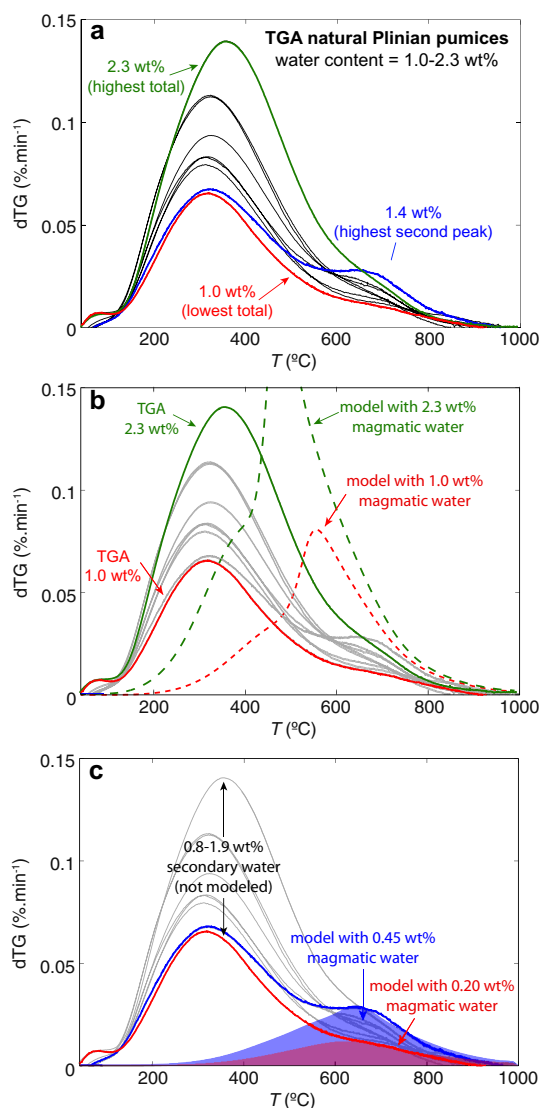 a
TGA natural Plinian pumices
water content = 1.0-2.3 wt%
2.3 wt%
(highest total)
1.4 wt%
(highest second peak)
1.0 wt%
(lowest total)
0.15
0.1
0.05
0
dTG (%.min⁻¹)
200
400
600
800
1000
T (ºC)
b
TGA
2.3 wt%
model with 2.3 wt%
magmatic water
model with 1.0 wt%
magmatic water
TGA
1.0 wt%
0.15
0.1
0.05
0
dTG (%.min⁻¹)
200
400
600
800
1000
T (ºC)
c
0.8-1.9 wt%
secondary water
(not modeled)
model with 0.45 wt%
magmatic water
model with 0.20 wt%
magmatic water
0.15
0.1
0.05
0
dTG (%.min⁻¹)
200
400
600
800
1000
T (ºC)